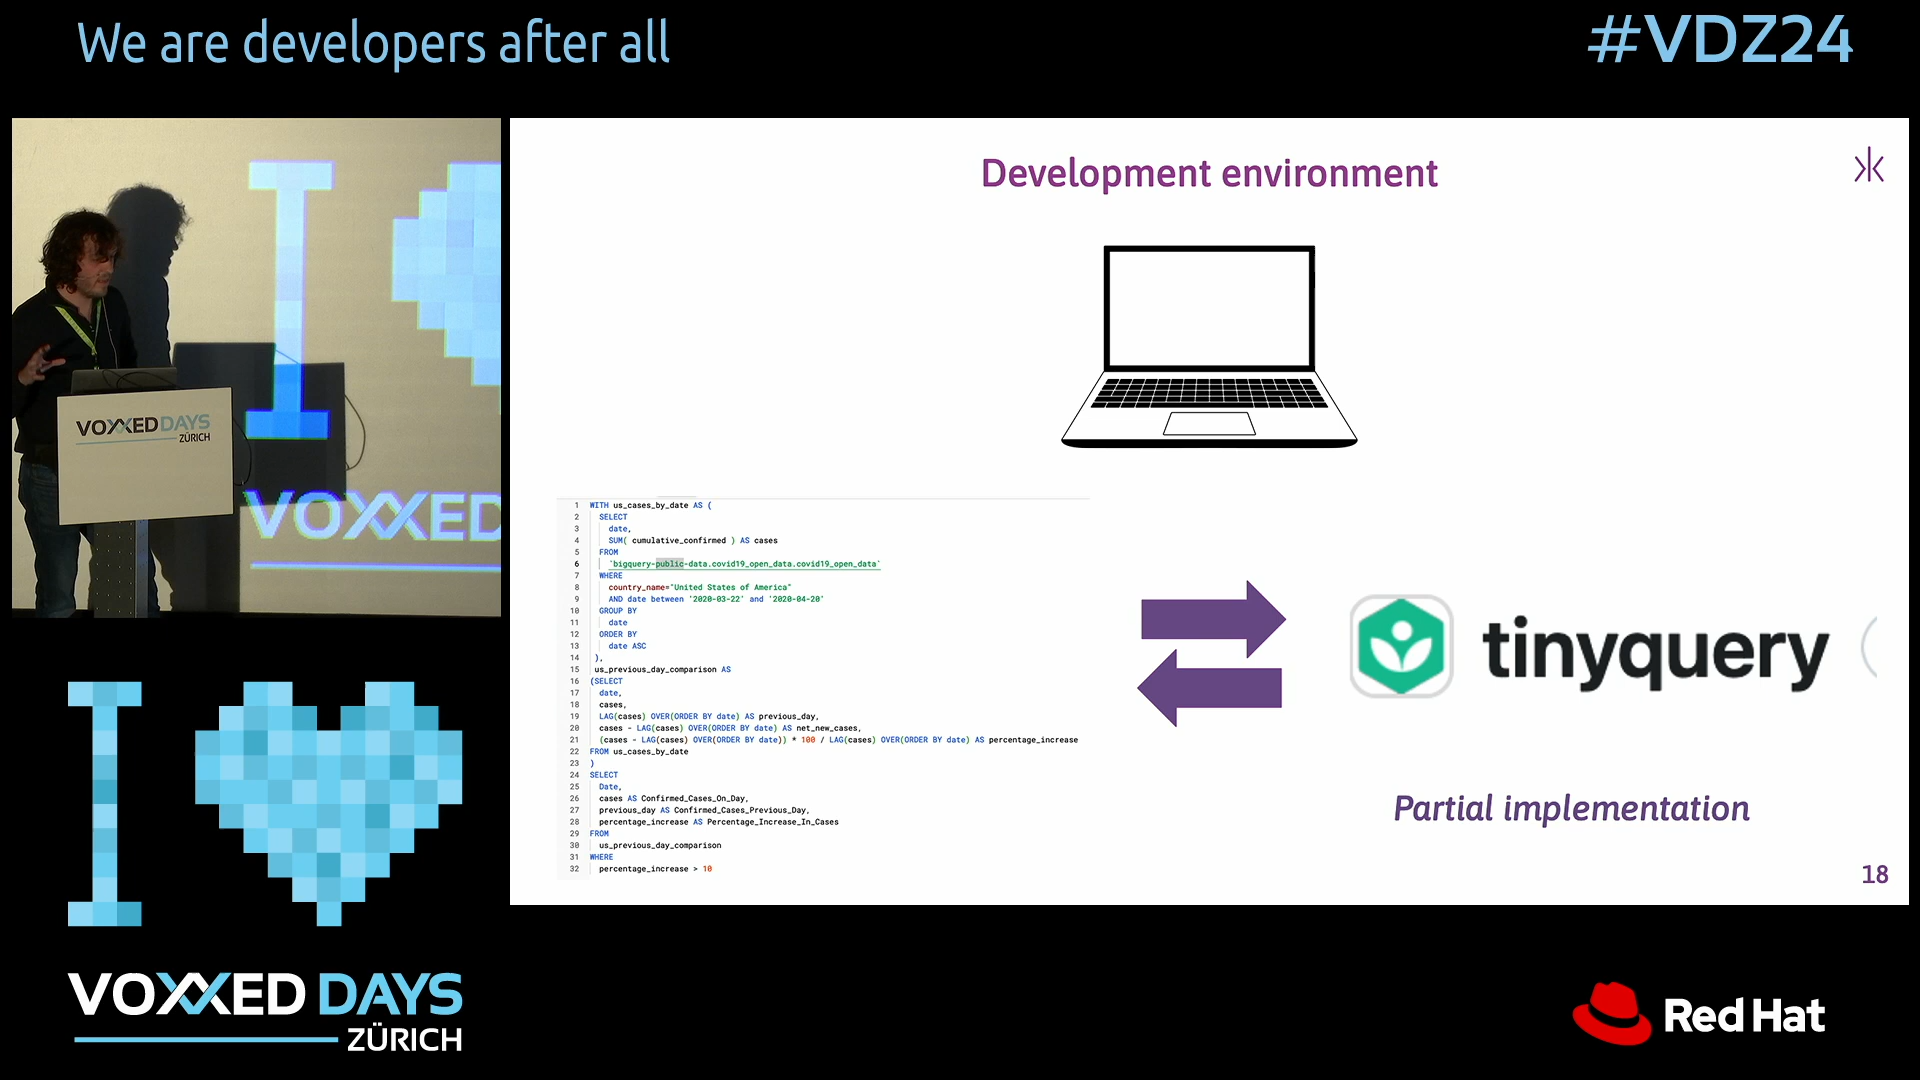 We are developers after all
#VDZ24
VOXXED DAYS
ZÜRICH
VOXXED
Development environment
1 WITH us_cases_by_date AS (
2 SELECT
3 date,
4 SUM( cumulative_confirmed ) AS cases
5 FROM
6 `bigquery-public-data.covid19_open_data.covid19_open_data`
7 WHERE
8 country_name="United States of America"
9 AND date between '2020-03-22' and '2020-04-20'
10 GROUP BY
11 date
12 ORDER BY
13 date ASC
14 ),
15 us_previous_day_comparison AS
16 (SELECT
17 date,
18 cases,
19 LAG(cases) OVER(ORDER BY date) AS previous_day,
20 cases - LAG(cases) OVER(ORDER BY date) AS net_new_cases,
21 (cases - LAG(cases) OVER(ORDER BY date)) * 100 / LAG(cases) OVER(ORDER BY date) AS percentage_increase
22 FROM us_cases_by_date
23 )
24 SELECT
25 Date,
26 cases AS Confirmed_Cases_On_Day,
27 previous_day AS Confirmed_Cases_Previous_Day,
28 percentage_increase AS Percentage_Increase_In_Cases
29 FROM
30 us_previous_day_comparison
31 WHERE
32 percentage_increase > 10
tinyquery
Partial implementation
18
I
VOXXED DAYS
ZÜRICH
Red Hat